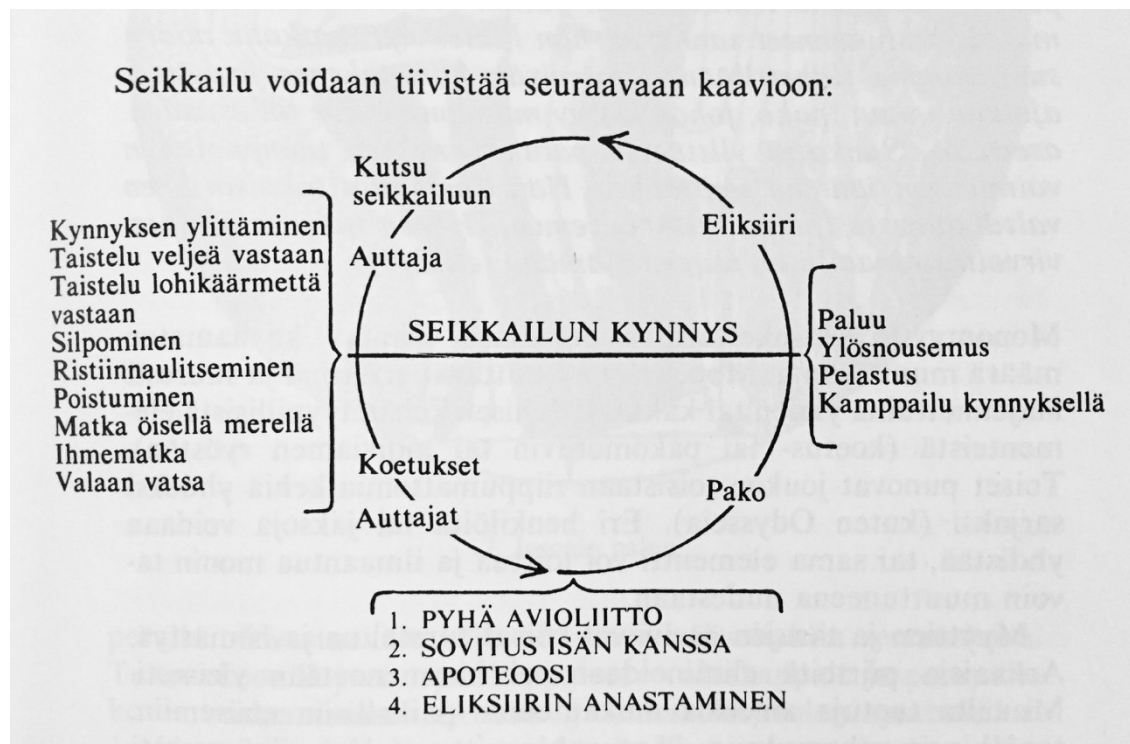 Seikkailu voidaan tiivistää seuraavaan kaavioon:
Kutsu
seikkailuun
Auttaja
Eliksiiri
Kynnyksen ylittäminen
Taistelu veljeä vastaan
Taistelu lohikäärmettä
vastaan
Silpominen
Ristiinnaulitseminen
Poistuminen
Matka öisellä merellä
Ihmematka
Valaan vatsa
SEIKKAILUN KYNNYS
Paluu
Ylösnousemus
Pelastus
Kamppailu kynnyksellä
Koetukset
Auttajat
Pako
1. PYHÄ AVIOLIITTO
2. SOVITUS ISÄN KANSSA
3. APOTEOOSI
4. ELIKSIIRIN ANASTAMINEN